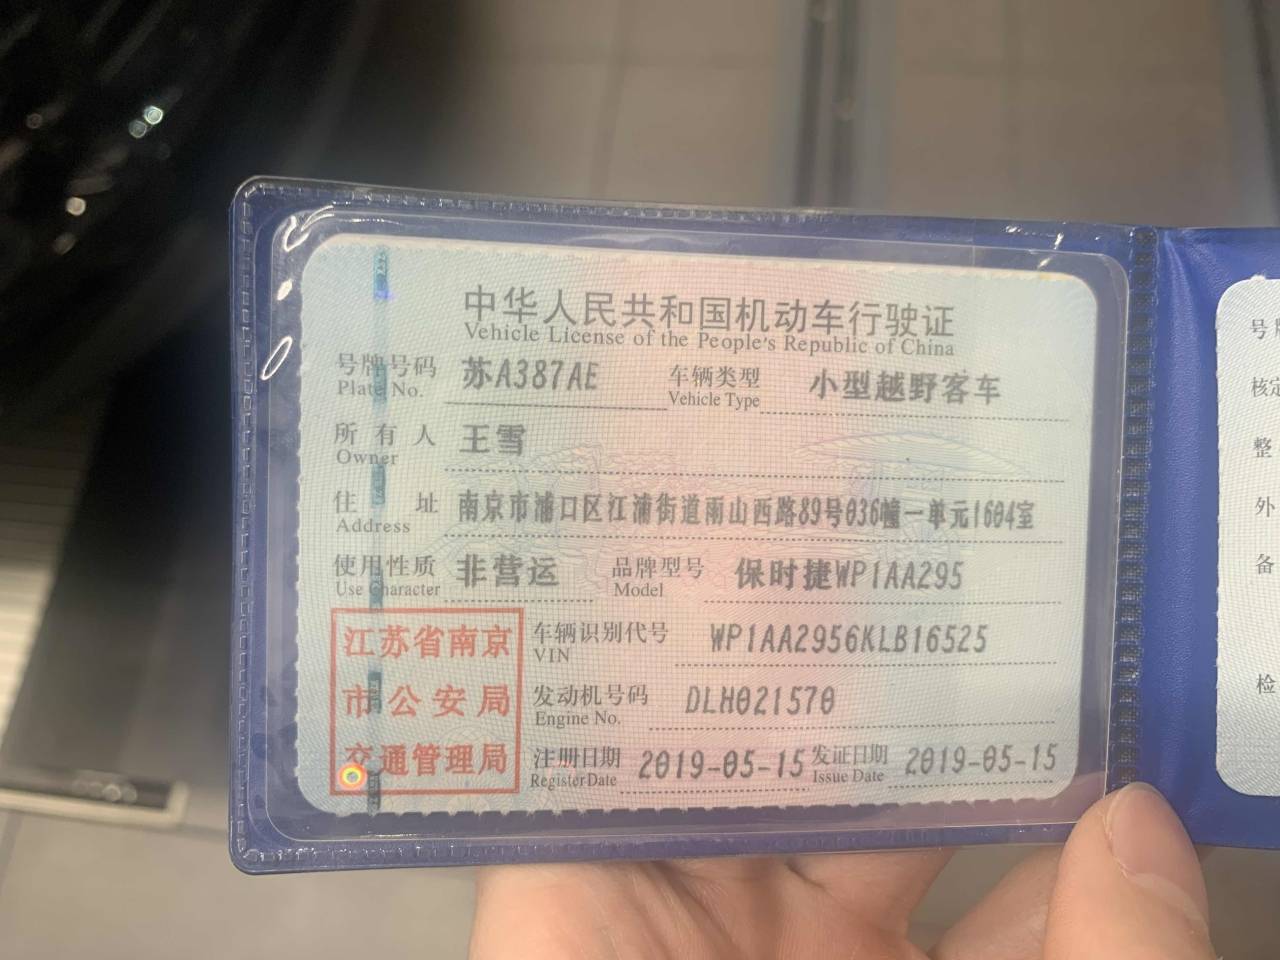 中华人民共和国机动车行驶证
Vehicle License of the People's Republic of China
号牌号码 苏A387AE 车辆类型 小型越野客车
Plate No. Vehicle Type
所有人 王雪
Owner
住址 南京市浦口区江浦街道雨山西路89号036幢一单元1604室
Address
使用性质 非营运 品牌型号 保时捷WP1AA295
Use Character Model
江苏省南京
市公安局
交通管理局
车辆识别代号 WP1AA2956KLB16525
VIN
发动机号码 DLH021570
Engine No.
注册日期 2019-05-15 发证日期 2019-05-15
Register Date Issue Date
号
核定
整
外
备
检